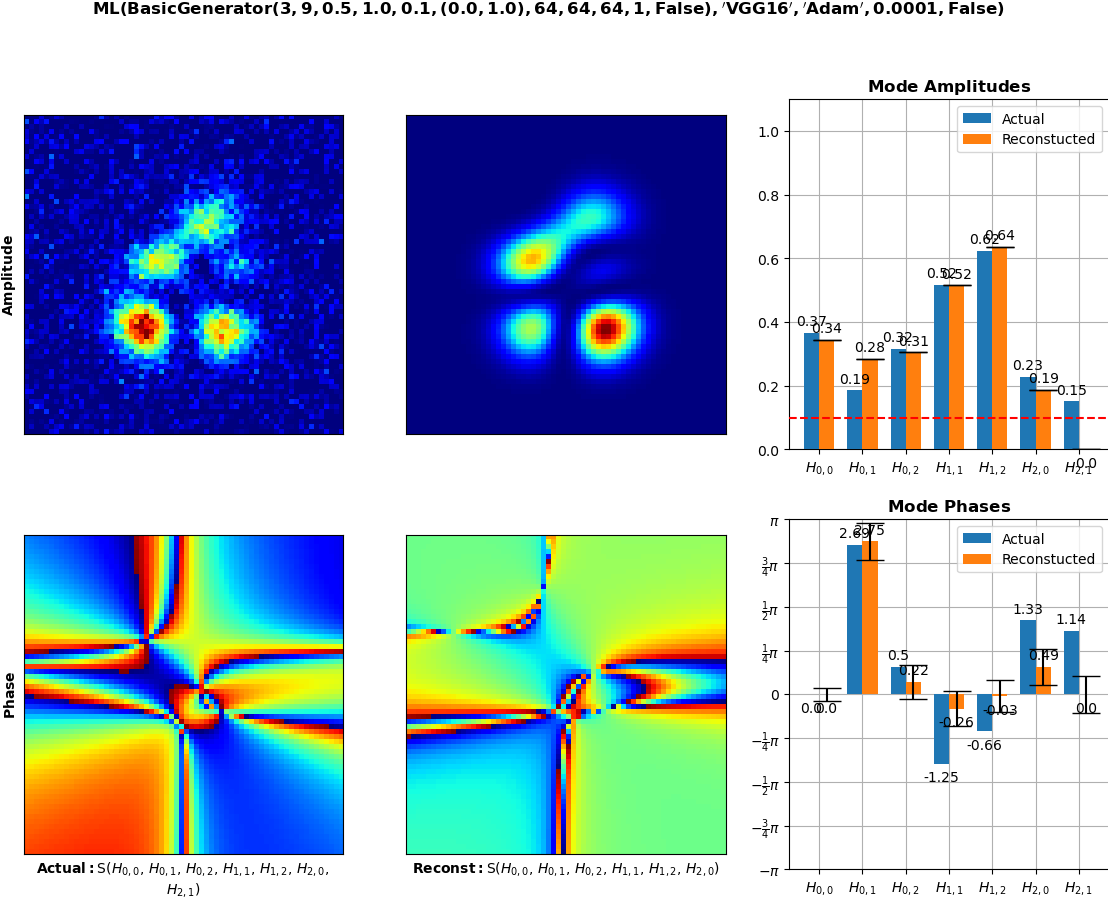 ML(BasicGenerator(3, 9, 0.5, 1.0, 0.1, (0.0, 1.0), 64, 64, 64, 1, False), ′VGG16′, ′Adam′, 0.0001, False)
Amplitude
Mode Amplitudes
Actual
Reconstucted
1.0
0.8
0.6
0.4
0.2
0.0
0.37
0.34
0.19
0.28
0.32
0.31
0.52
0.52
0.62
0.64
0.23
0.19
0.15
0.0
H0,0 H0,1 H0,2 H1,1 H1,2 H2,0 H2,1
Phase
Actual: S(H0,0, H0,1, H0,2, H1,1, H1,2, H2,0,
H2,1)
Reconst: S(H0,0, H0,1, H0,2, H1,1, H1,2, H2,0)
Mode Phases
Actual
Reconstucted
π
3/4π
1/2π
1/4π
0
−1/4π
−1/2π
−3/4π
−π
0.0
0.0
2.69
2.75
0.5
0.22
-1.25
-0.26
-0.66
-0.03
1.33
0.49
1.14
0.0
H0,0 H0,1 H0,2 H1,1 H1,2 H2,0 H2,1